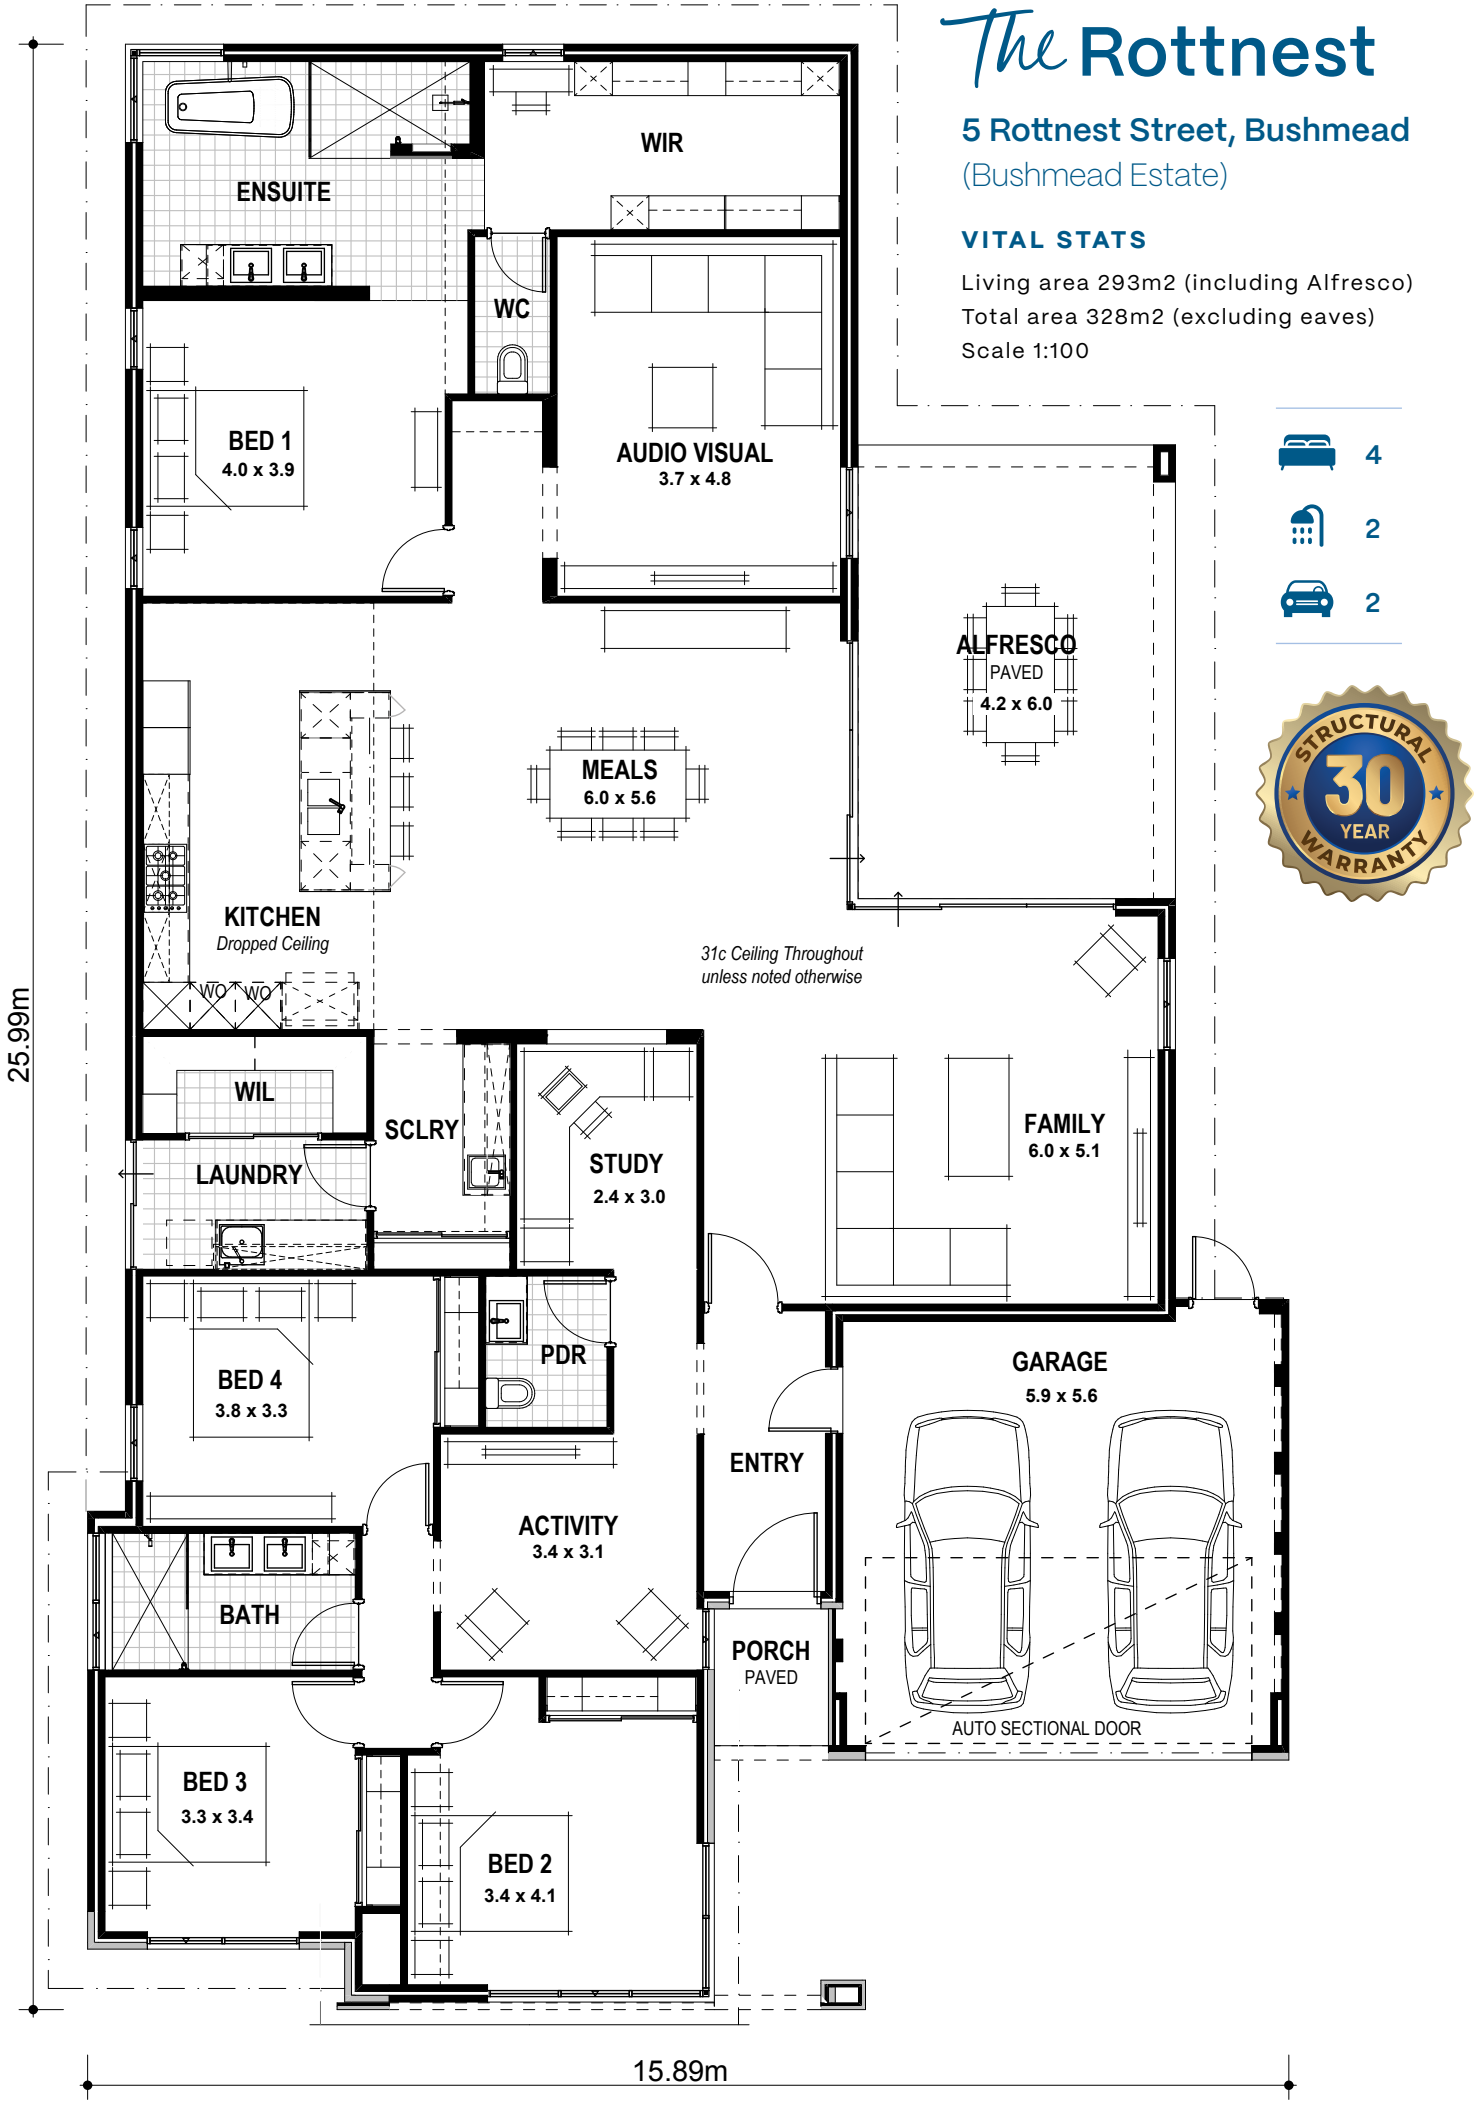 The Rottnest
5 Rottnest Street, Bushmead
(Bushmead Estate)
VITAL STATS
Living area 293m2 (including Alfresco)
Total area 328m2 (excluding eaves)
Scale 1:100
4
2
2
STRUCTURAL
30
YEAR
WARRANTY
ENSUITE
WIR
WC
BED 1
4.0 x 3.9
AUDIO VISUAL
3.7 x 4.8
ALFRESCO
PAVED
4.2 x 6.0
MEALS
6.0 x 5.6
KITCHEN
Dropped Ceiling
31c Ceiling Throughout
unless noted otherwise
WO WO
WIL
SCLRY
LAUNDRY
STUDY
2.4 x 3.0
FAMILY
6.0 x 5.1
25.99m
BED 4
3.8 x 3.3
PDR
GARAGE
5.9 x 5.6
ENTRY
ACTIVITY
3.4 x 3.1
BATH
PORCH
PAVED
AUTO SECTIONAL DOOR
BED 3
3.3 x 3.4
BED 2
3.4 x 4.1
15.89m